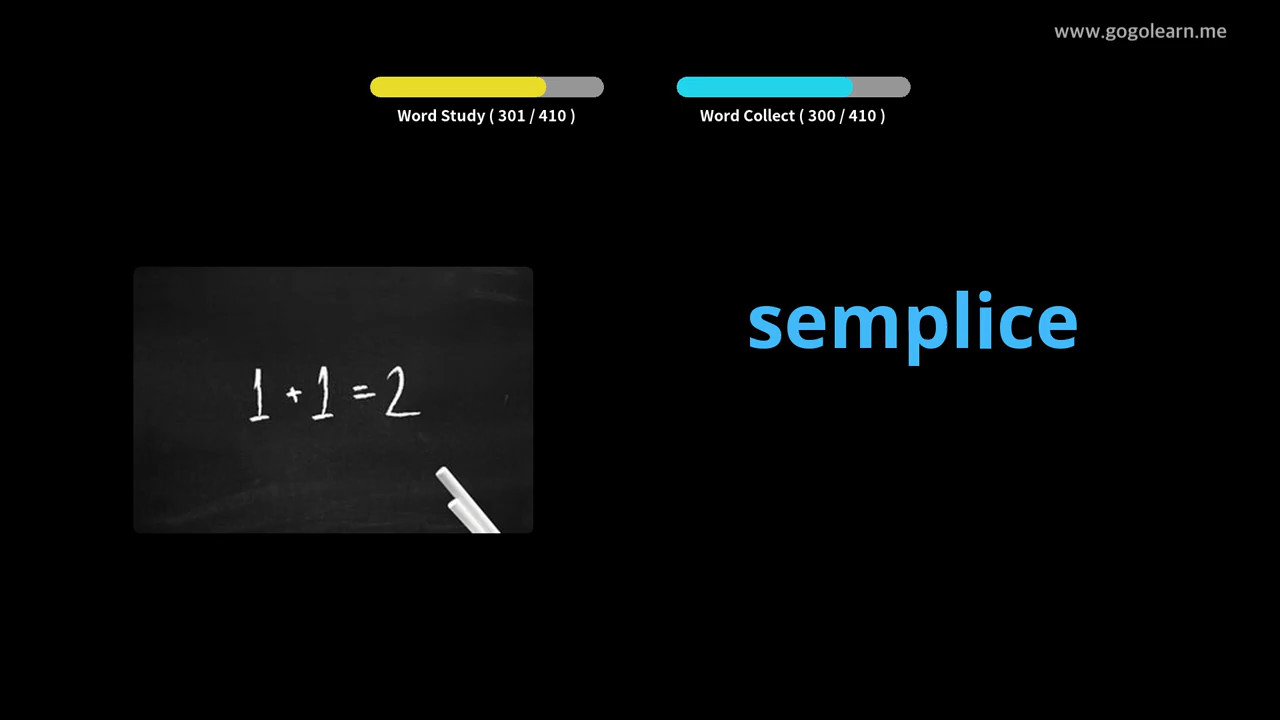 www.gogolearn.me
Word Study ( 301 / 410 )
Word Collect ( 300 / 410 )
semplice
1 + 1 = 2